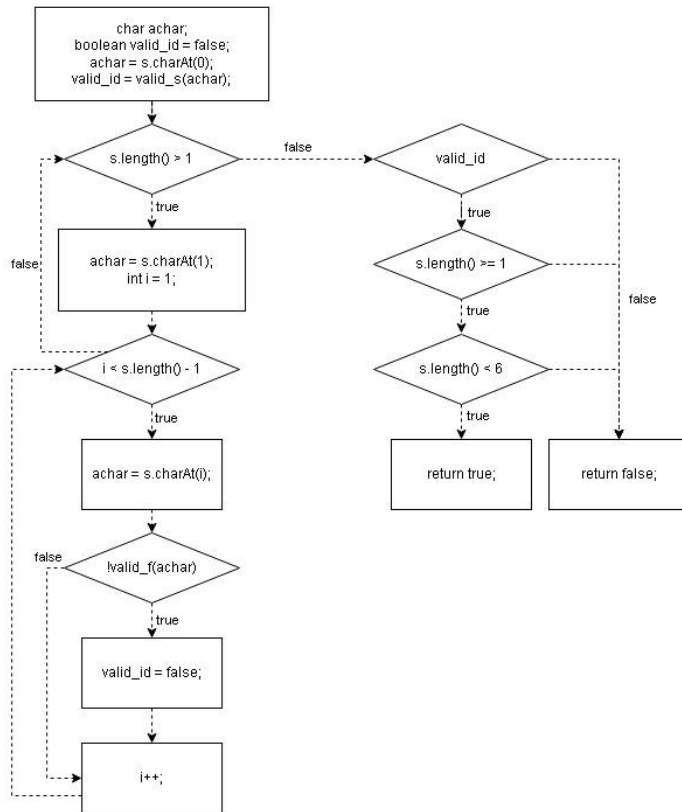 char achar;
boolean valid_id = false;
achar = s.charAt(0);
valid_id = valid_s(achar);
s.length() > 1
false
valid_id
true
true
false
achar = s.charAt(1);
int i = 1;
s.length() >= 1
false
true
i < s.length() - 1
s.length() < 6
true
true
achar = s.charAt(i);
return true;
return false;
false
!valid_f(achar)
true
valid_id = false;
i++;